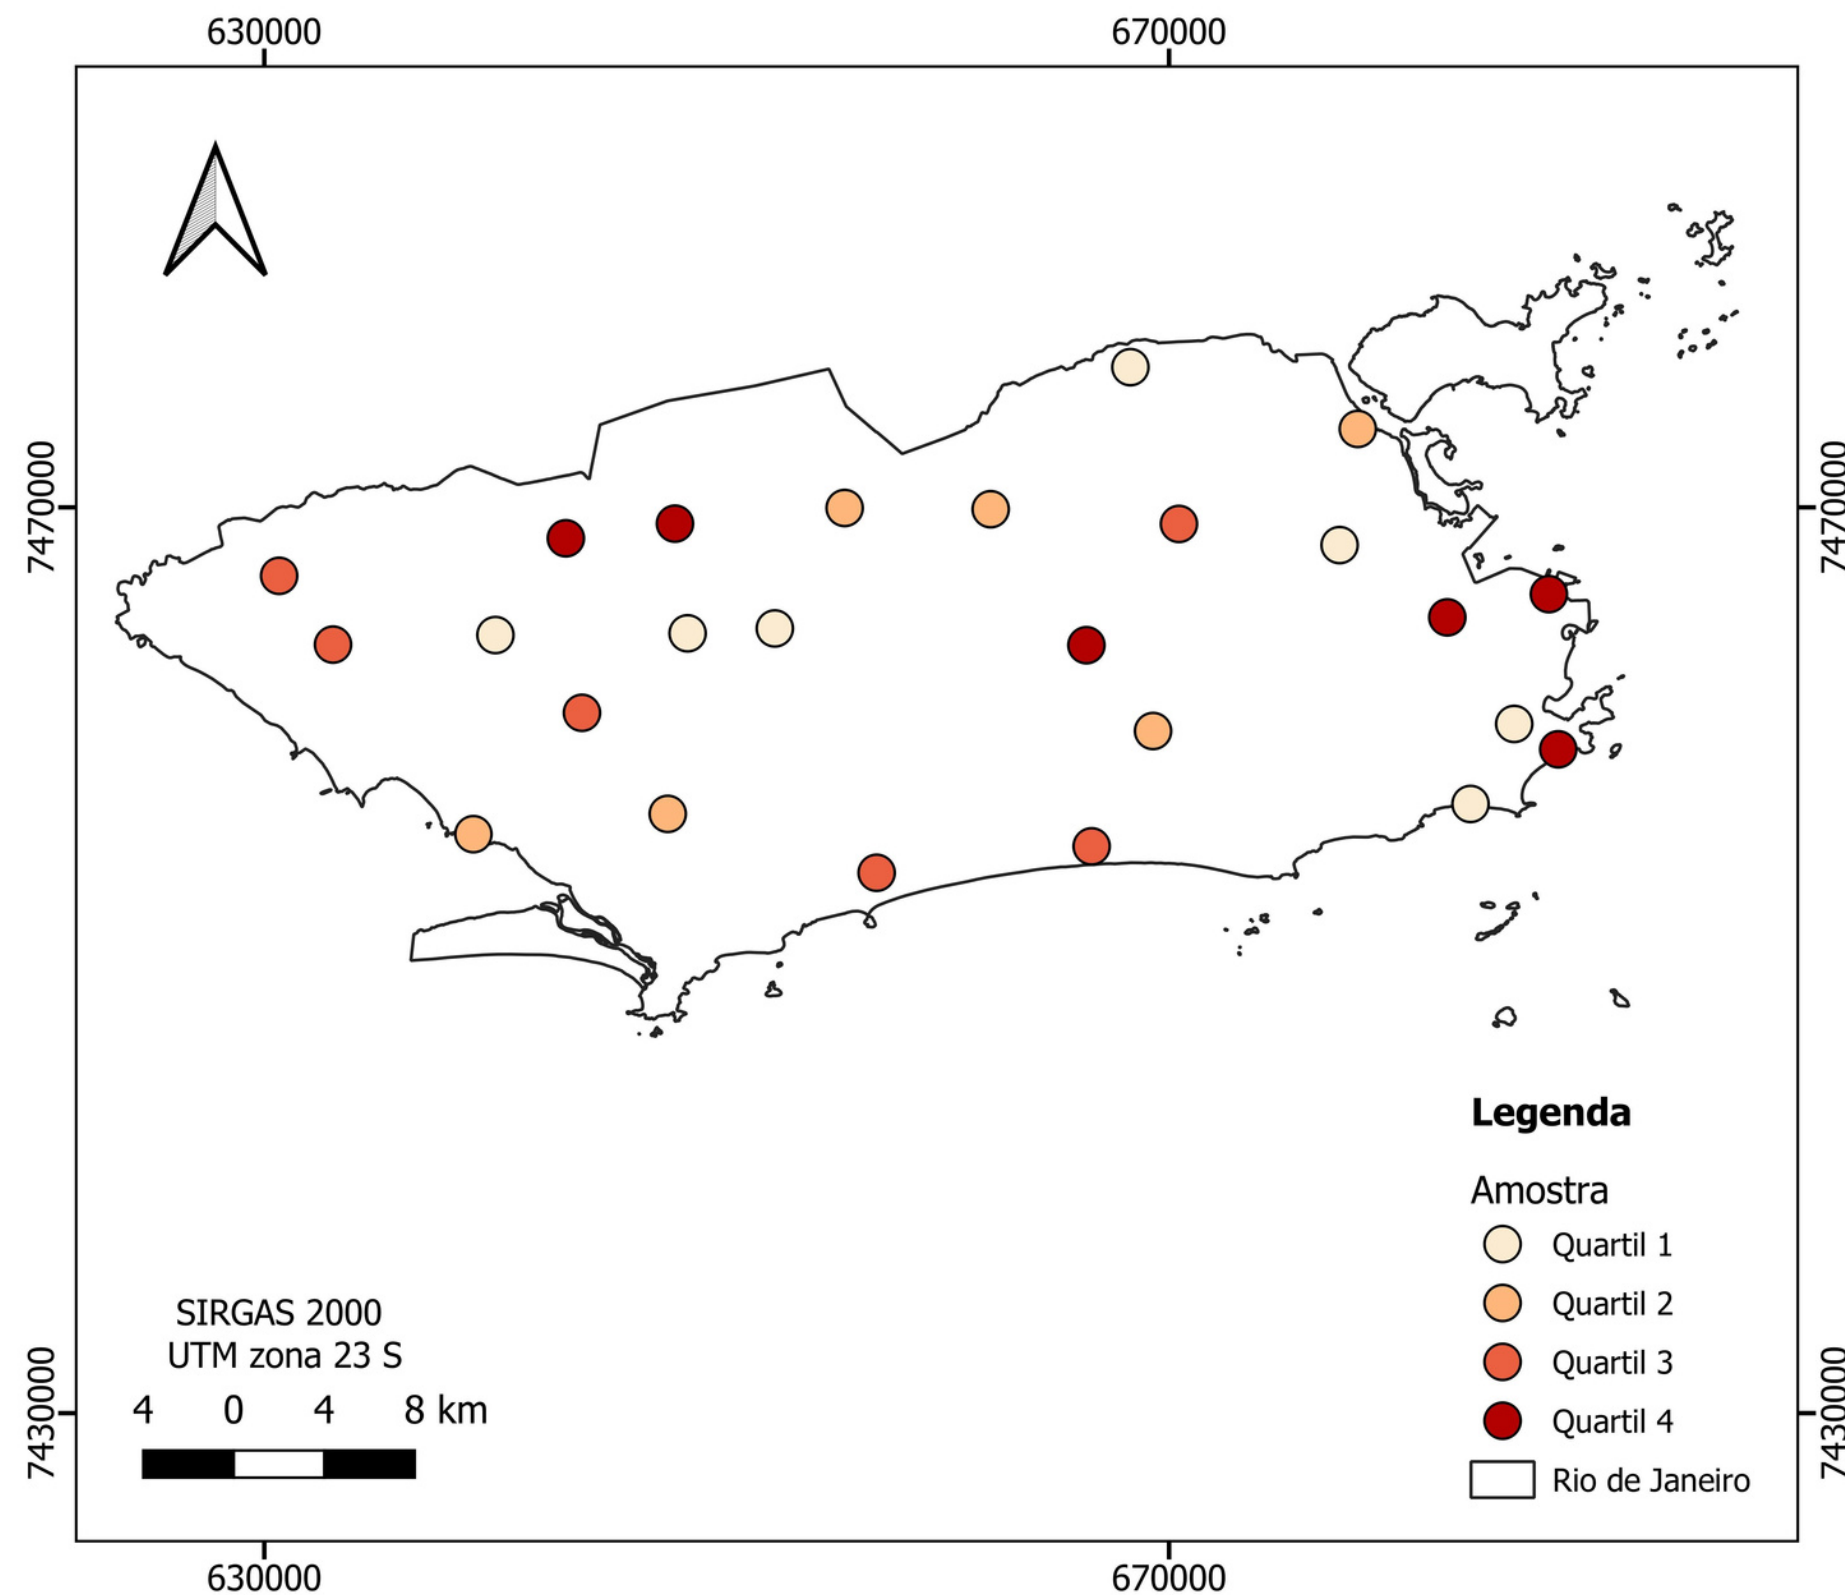 630000
670000
7470000
7470000
Legenda
Amostra
Quartil 1
Quartil 2
Quartil 3
Quartil 4
Rio de Janeiro
SIRGAS 2000
UTM zona 23 S
4 0 4 8 km
7430000
7430000
630000
670000